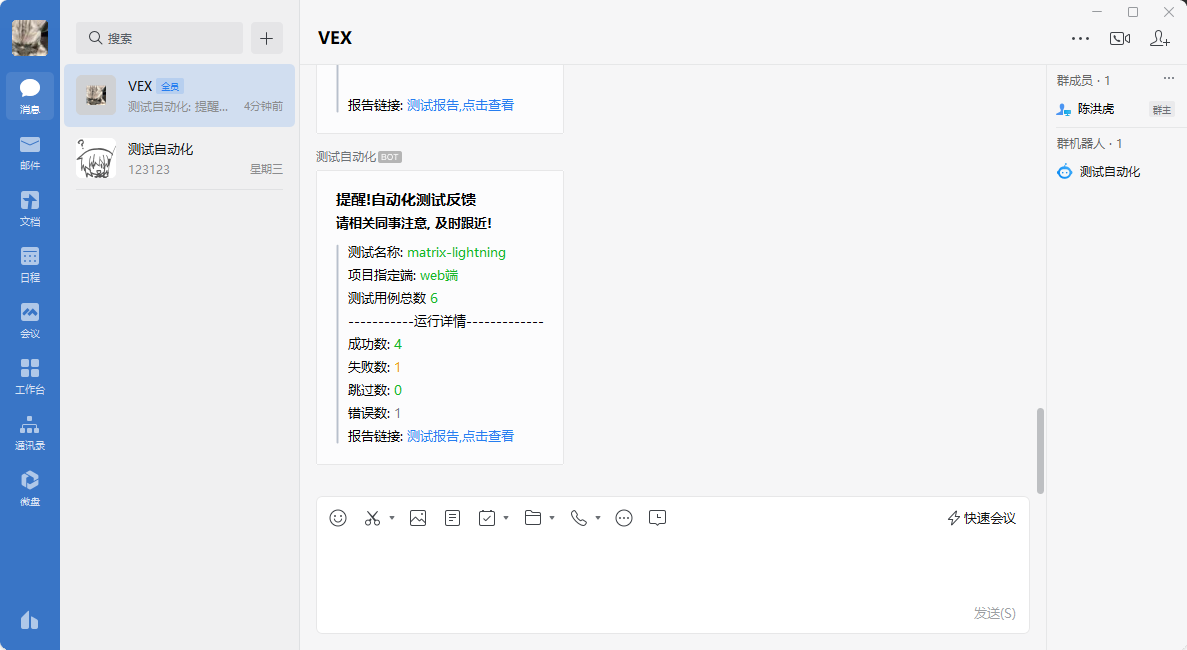 消息
邮件
文档
日程
会议
工作台
通讯录
微盘
搜索
VEX 全员
测试自动化: 提醒... 4分钟前
测试自动化
123123 星期三
VEX
报告链接: 测试报告,点击查看
测试自动化 BOT
提醒!自动化测试反馈
请相关同事注意, 及时跟近!
测试名称: matrix-lightning
项目指定端: web端
测试用例总数 6
-----------运行详情-------------
成功数: 4
失败数: 1
跳过数: 0
错误数: 1
报告链接: 测试报告,点击查看
快速会议
发送(S)
群成员 · 1
陈洪虎 群主
群机器人 · 1
测试自动化